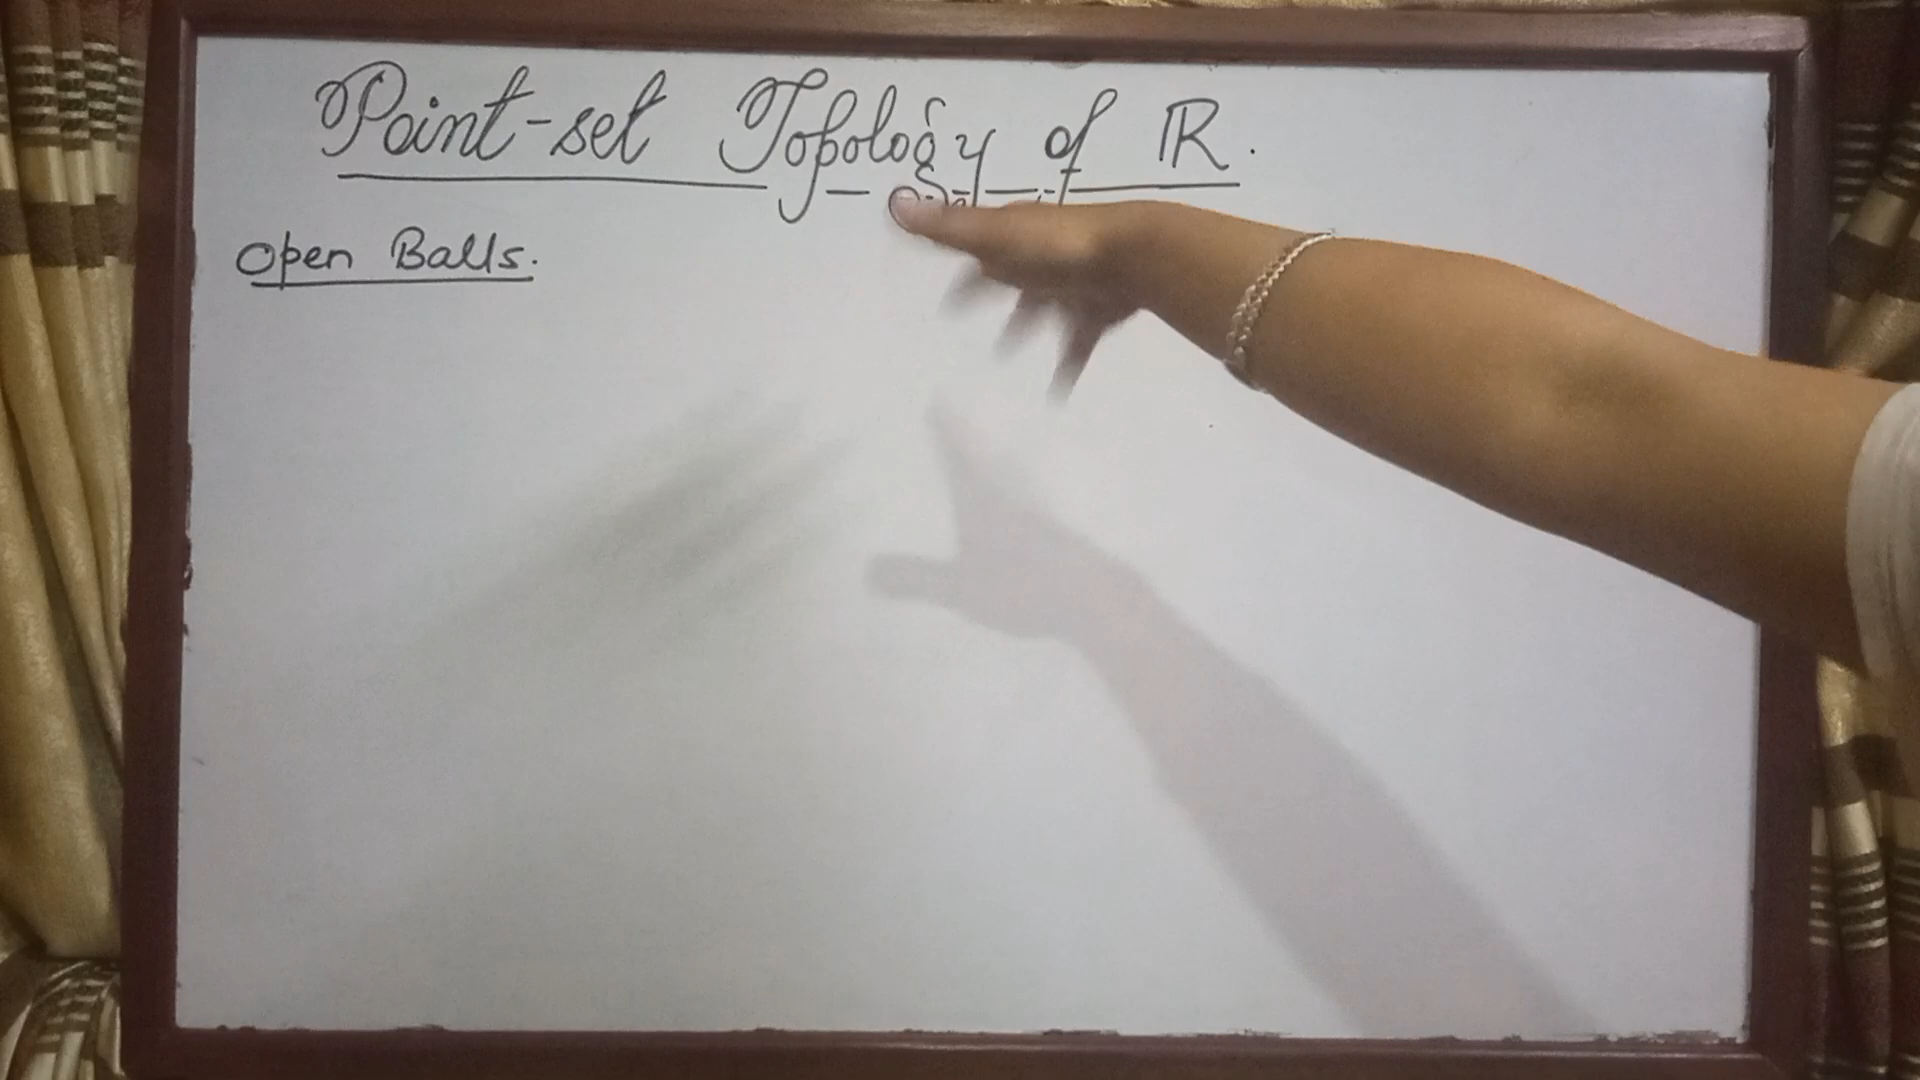 Point-set Topology of ℝ.
Open Balls.